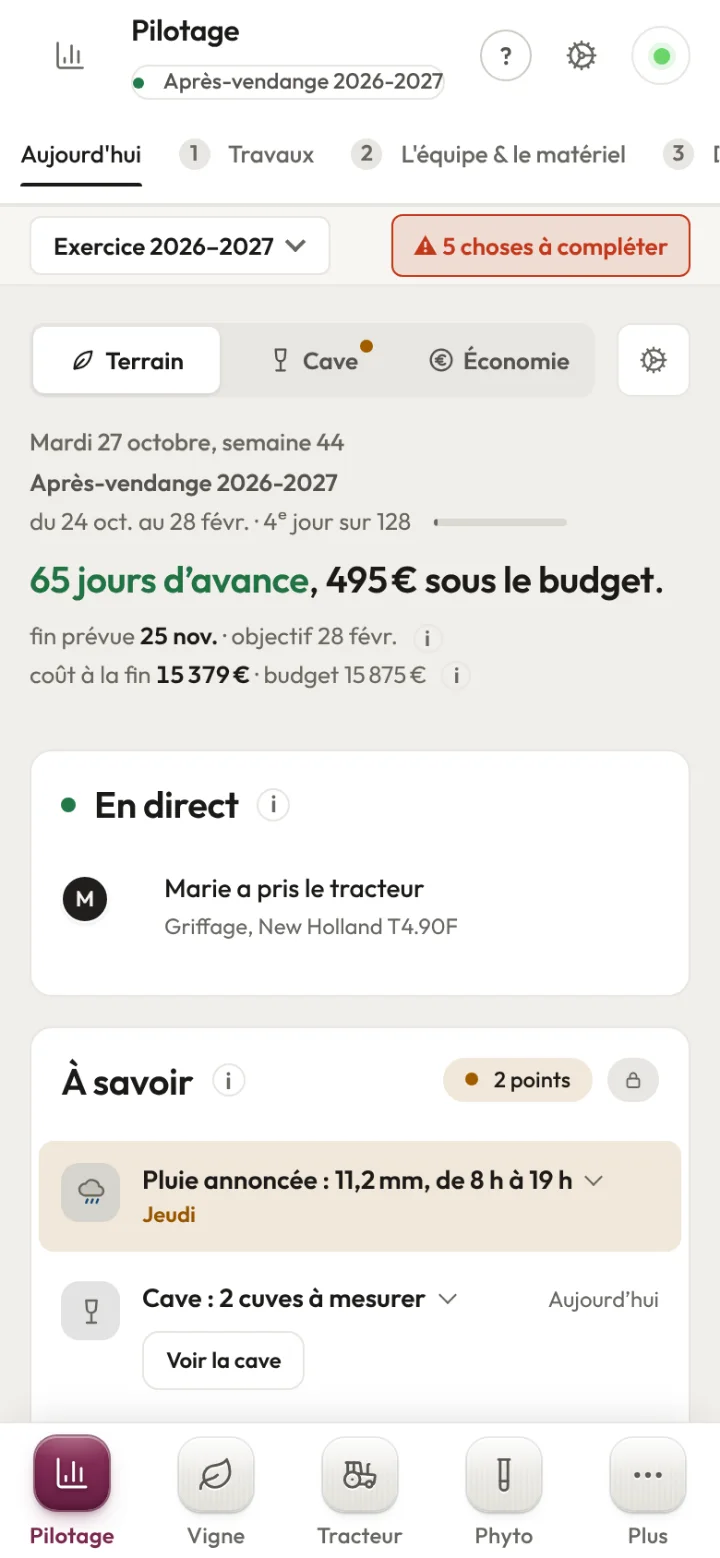 Pilotage
Après-vendange 2026-2027
?
Aujourd'hui
1 Travaux
2 L'équipe & le matériel
3
Exercice 2026–2027
5 choses à compléter
Terrain
Cave
Économie
Mardi 27 octobre, semaine 44
Après-vendange 2026-2027
du 24 oct. au 28 févr. · 4ᵉ jour sur 128
65 jours d’avance, 495 € sous le budget.
fin prévue 25 nov. · objectif 28 févr. i
coût à la fin 15 379 € · budget 15 875 € i
En direct i
M
Marie a pris le tracteur
Griffage, New Holland T4.90F
À savoir i
2 points
Pluie annoncée : 11,2 mm, de 8 h à 19 h
Jeudi
Cave : 2 cuves à mesurer
Aujourd’hui
Voir la cave
Pilotage
Vigne
Tracteur
Phyto
Plus